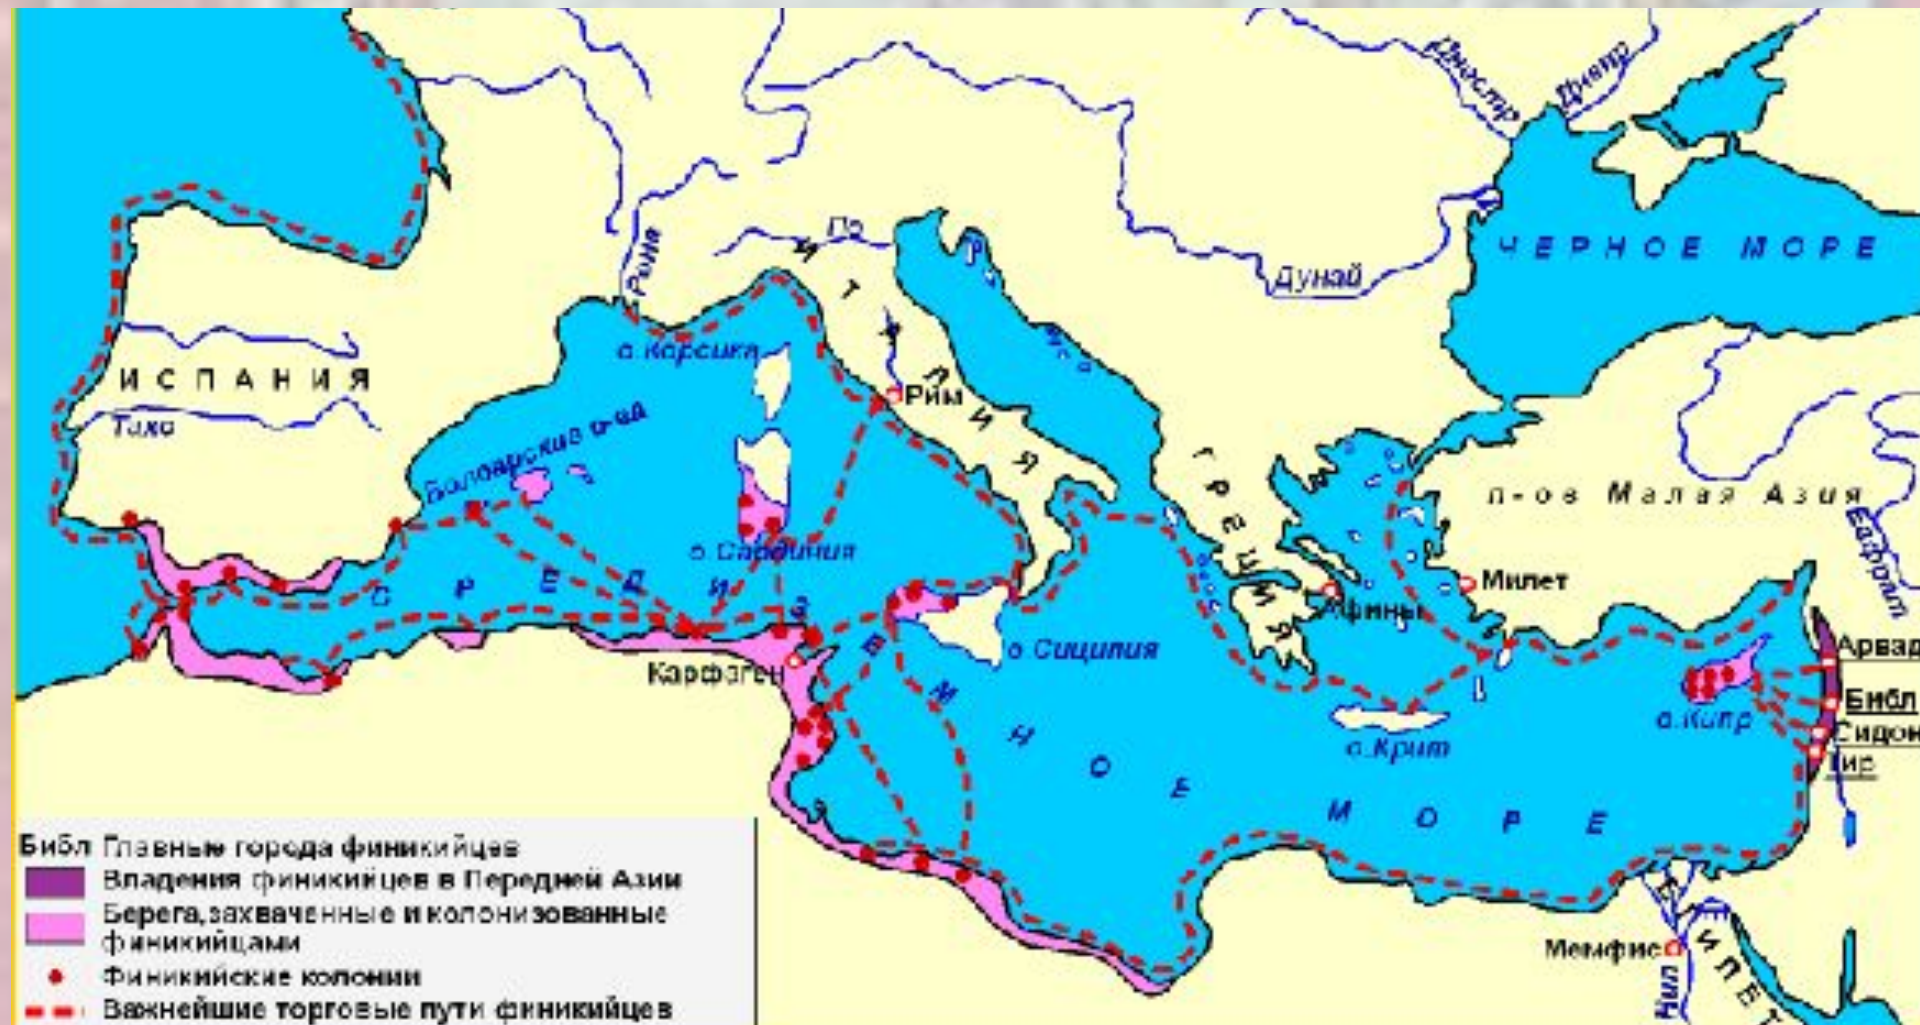 Днестр
Днепр
ЧЕРНОЕ МОРЕ
По
Рона
Дунай
ИТАЛИЯ
о.Корсика
ИСПАНИЯ
Тахо
Рим
Балеарские о-ва
ГРЕЦИЯ
п-ов Малая Азия
Евфрат
о.Сардиния
СРЕДИЗЕМНОЕ МОРЕ
Милет
Афины
о Сицилия
Карфаген
Арвад
Библ
Сидон
Тир
о.Кипр
о.Крит
Мемфис
Нил
ЕГИПЕТ
Библ Главные города финикийцев
Владения финикийцев в Передней Азии
Берега,захваченные и колонизованные
финикийцами
Финикийские колонии
Важнейшие торговые пути финикийцев